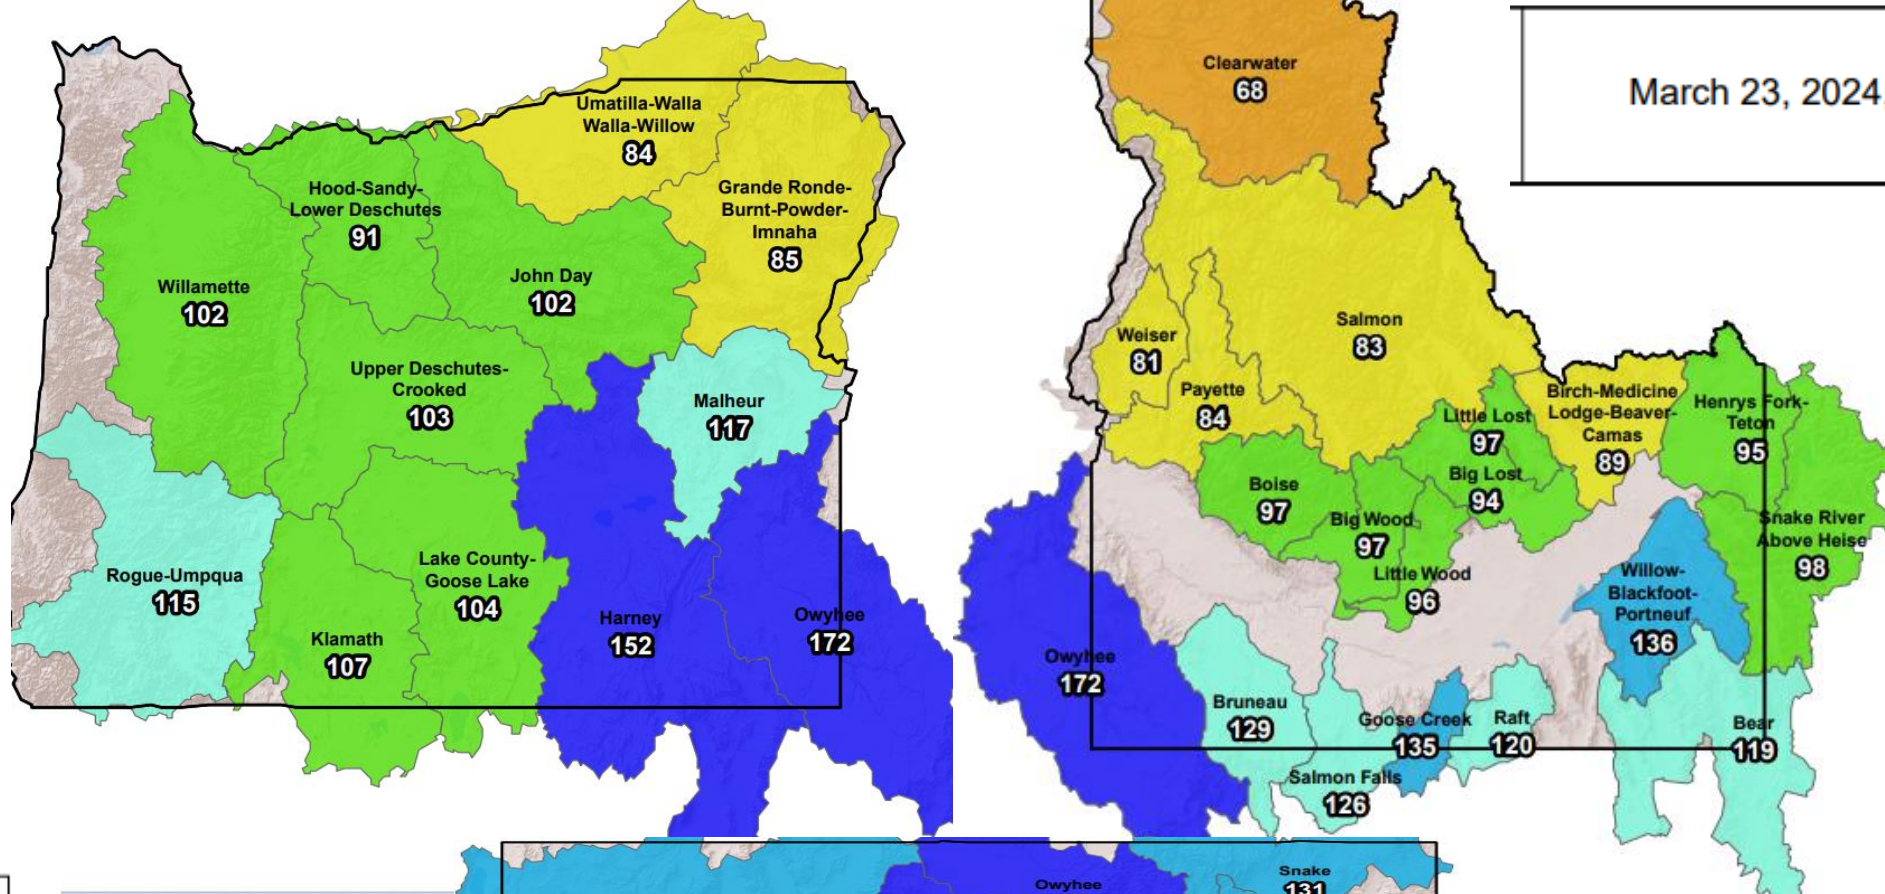 Umatilla-Walla
Walla-Willow
84
Hood-Sandy-
Lower Deschutes
91
Grande Ronde-
Burnt-Powder-
Imnaha
85
Willamette
102
John Day
102
Upper Deschutes-
Crooked
103
Malheur
117
Rogue-Umpqua
115
Lake County-
Goose Lake
104
Klamath
107
Harney
152
Owyhee
172
Clearwater
68
March 23, 2024
Salmon
83
Weiser
81
Payette
84
Birch-Medicine
Lodge-Beaver-
Camas
89
Henrys Fork-
Teton
95
Little Lost
97
Big Lost
94
Boise
97
Big Wood
97
Little Wood
96
Snake River
Above Heise
98
Willow-
Blackfoot-
Portneuf
136
Owyhee
172
Bruneau
129
Goose Creek
135
Raft
120
Bear
119
Salmon Falls
126
Owyhee
Snake
131